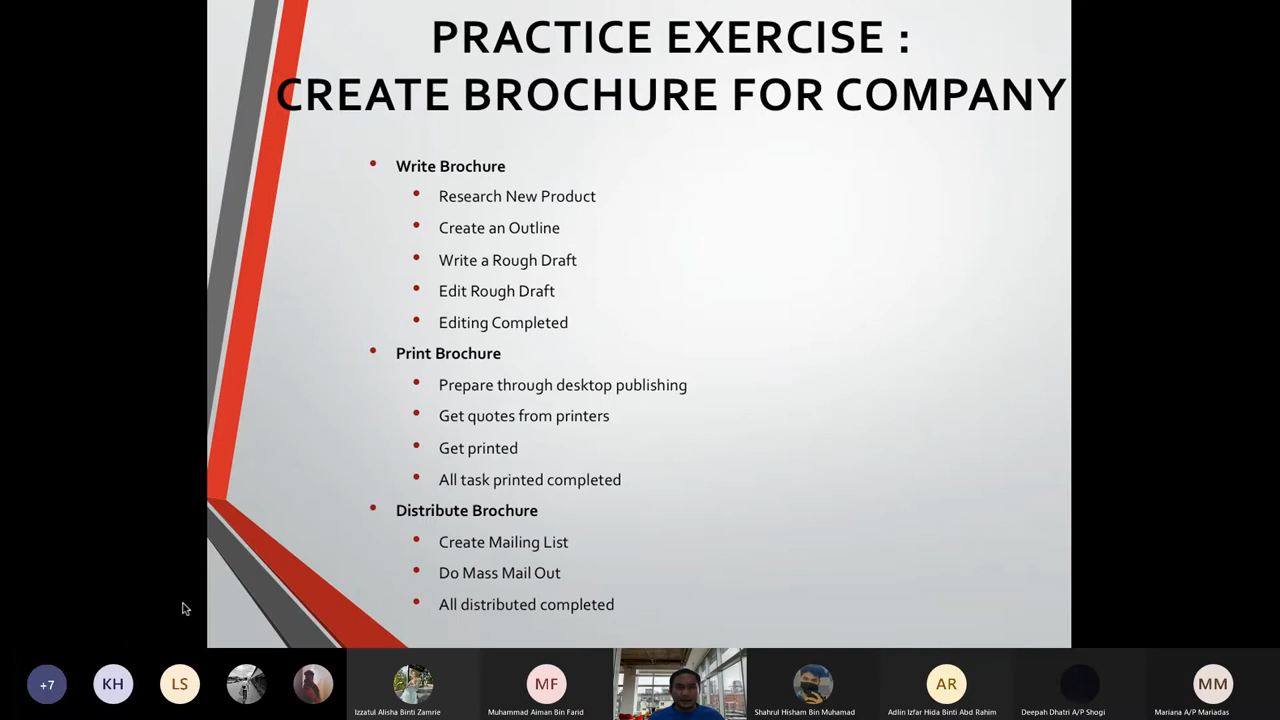 PRACTICE EXERCISE :
CREATE BROCHURE FOR COMPANY
Write Brochure
Research New Product
Create an Outline
Write a Rough Draft
Edit Rough Draft
Editing Completed
Print Brochure
Prepare through desktop publishing
Get quotes from printers
Get printed
All task printed completed
Distribute Brochure
Create Mailing List
Do Mass Mail Out
All distributed completed
+7
KH
LS
MF
AR
MM
Izzatul Alisha Binti Zamrie
Muhammad Aiman Bin Farid
Shahrul Hisham Bin Muhamad
Adlin Izfar Hida Binti Abd Rahim
Deepah Dhatri A/P Shogi
Mariana A/P Mariadas